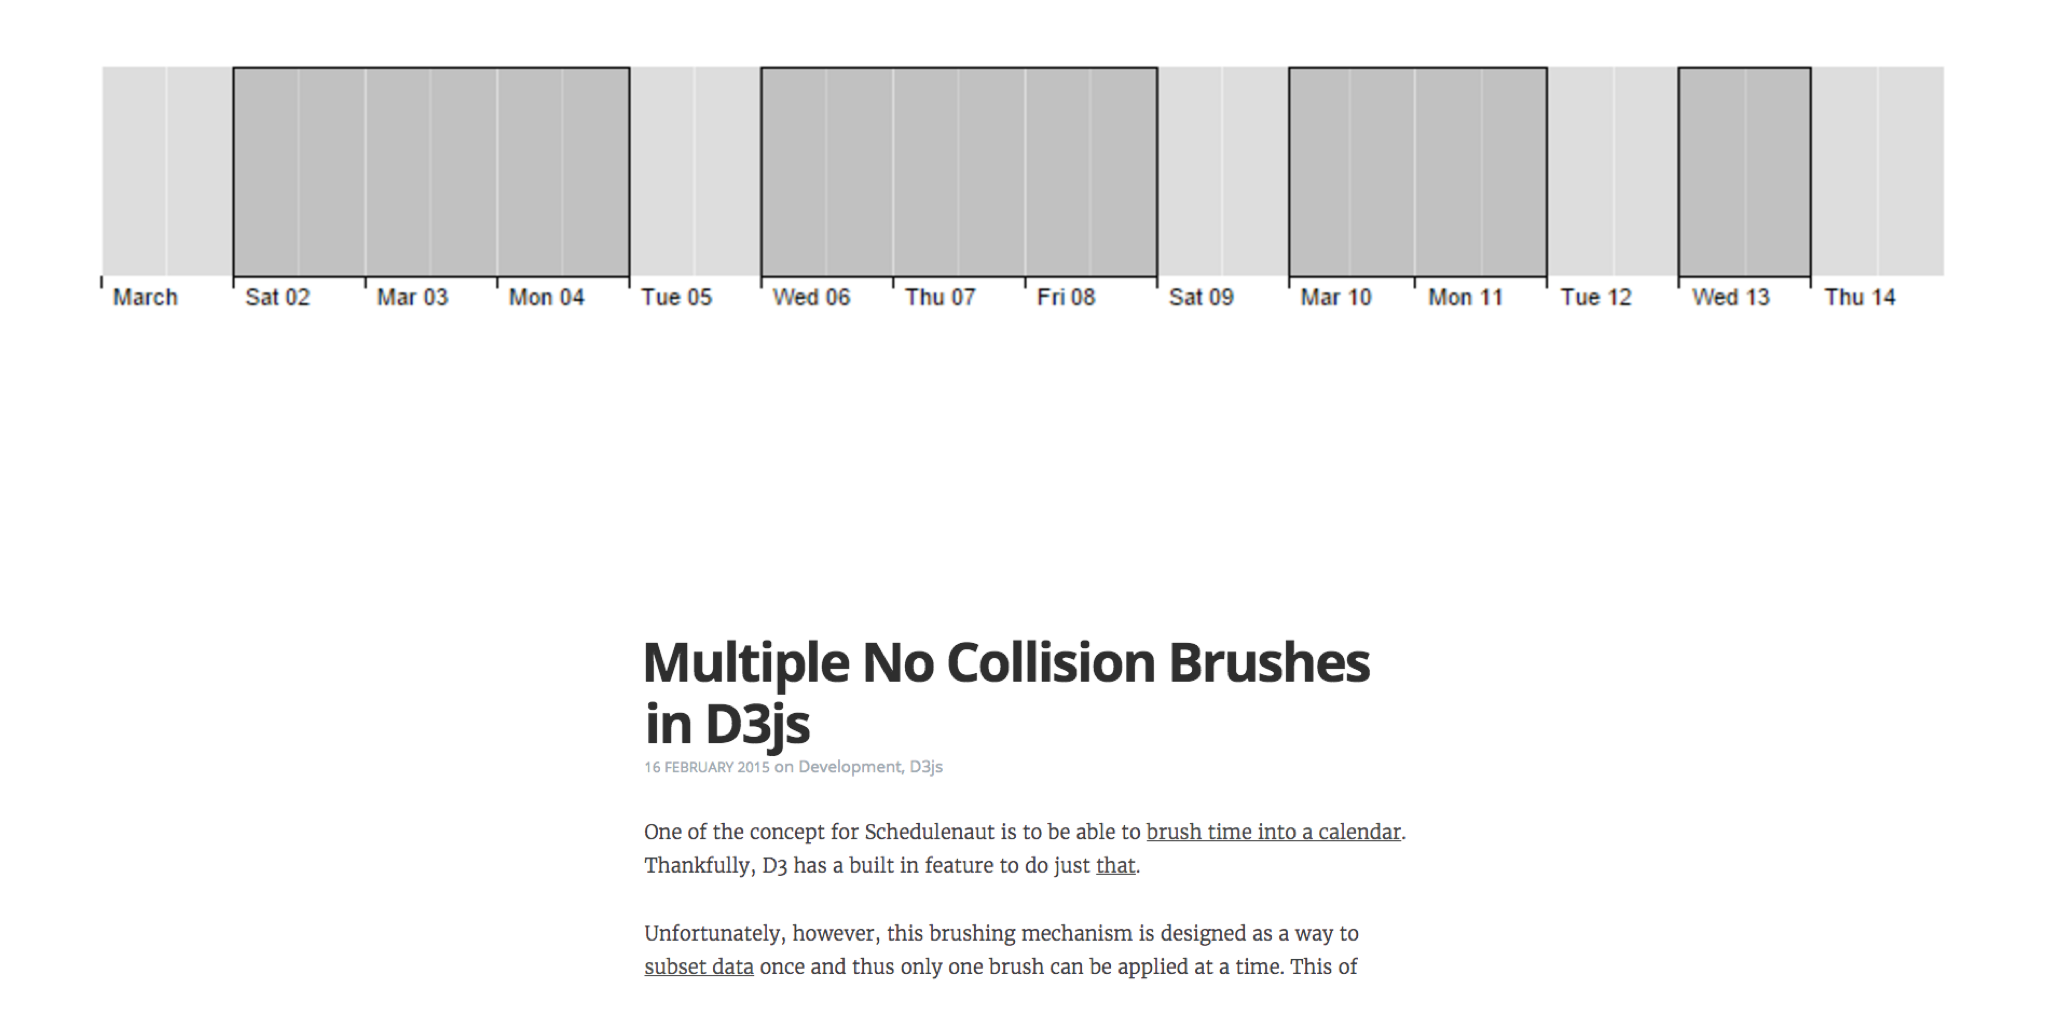 March Sat 02 Mar 03 Mon 04 Tue 05 Wed 06 Thu 07 Fri 08 Sat 09 Mar 10 Mon 11 Tue 12 Wed 13 Thu 14
Multiple No Collision Brushes
in D3js
16 FEBRUARY 2015 on Development, D3js
One of the concept for Schedulenaut is to be able to brush time into a calendar.
Thankfully, D3 has a built in feature to do just that.
Unfortunately, however, this brushing mechanism is designed as a way to
subset data once and thus only one brush can be applied at a time. This of